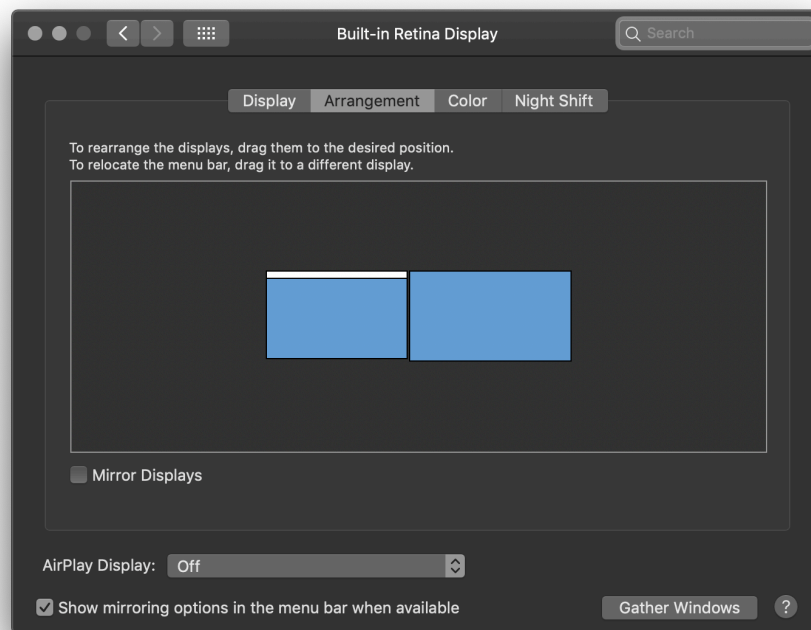 Built-in Retina Display
Search
Display
Arrangement
Color
Night Shift
To rearrange the displays, drag them to the desired position.
To relocate the menu bar, drag it to a different display.
Mirror Displays
AirPlay Display:
Off
Show mirroring options in the menu bar when available
Gather Windows
?